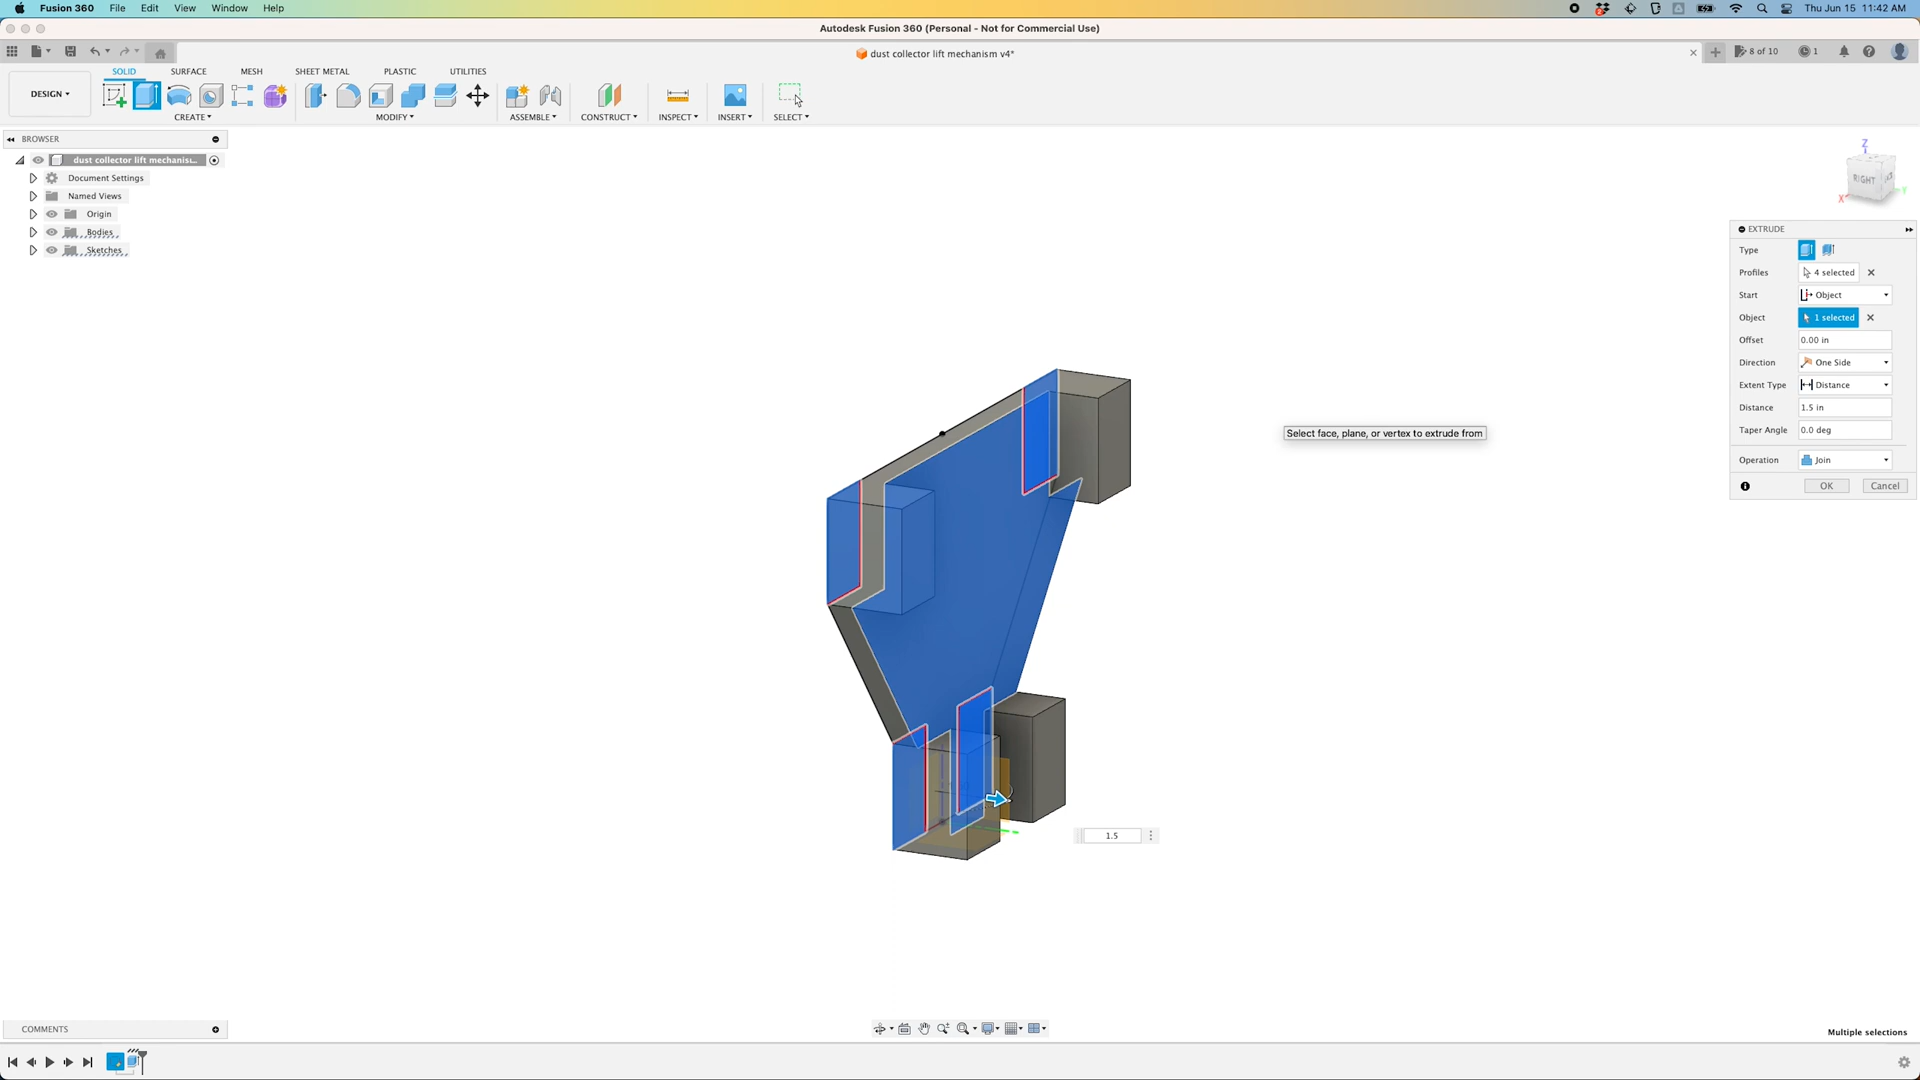 Fusion 360 File Edit View Window Help
Thu Jun 15 11:42 AM
Autodesk Fusion 360 (Personal - Not for Commercial Use)
dust collector lift mechanism v4*
8 of 10
1
DESIGN
SOLID SURFACE MESH SHEET METAL PLASTIC UTILITIES
CREATE MODIFY ASSEMBLE CONSTRUCT INSPECT INSERT SELECT
BROWSER
dust collector lift mechanis...
Document Settings
Named Views
Origin
Bodies
Sketches
Z
RIGHT
X
Y
EXTRUDE
Type
Profiles 4 selected
Start Object
Object 1 selected
Offset 0.00 in
Direction One Side
Extent Type Distance
Distance 1.5 in
Taper Angle 0.0 deg
Operation Join
OK Cancel
Select face, plane, or vertex to extrude from
1.5
COMMENTS
Multiple selections